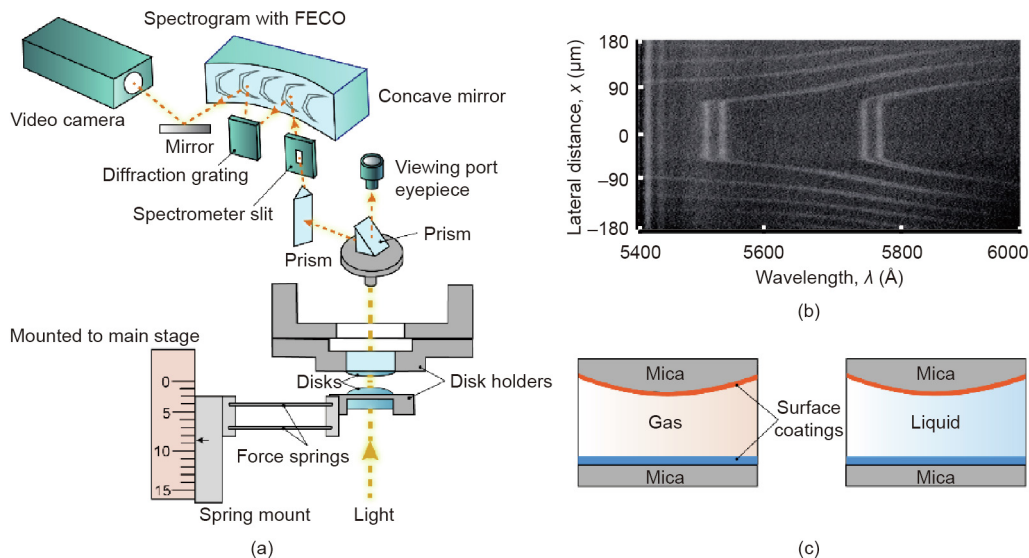 Spectrogram with FECO
Video camera
Mirror
Concave mirror
Diffraction grating
Spectrometer slit
Viewing port
eyepiece
Prism
Prism
Mounted to main stage
0
3
5
10
15
Disks
Disk holders
Force springs
Spring mount
Light
(a)
Lateral distance, x (μm)
180
90
0
−90
−180
5400
5600
5800
6000
Wavelength, λ (Å)
(b)
Mica
Gas
Mica
Surface
coatings
Mica
Liquid
Mica
(c)